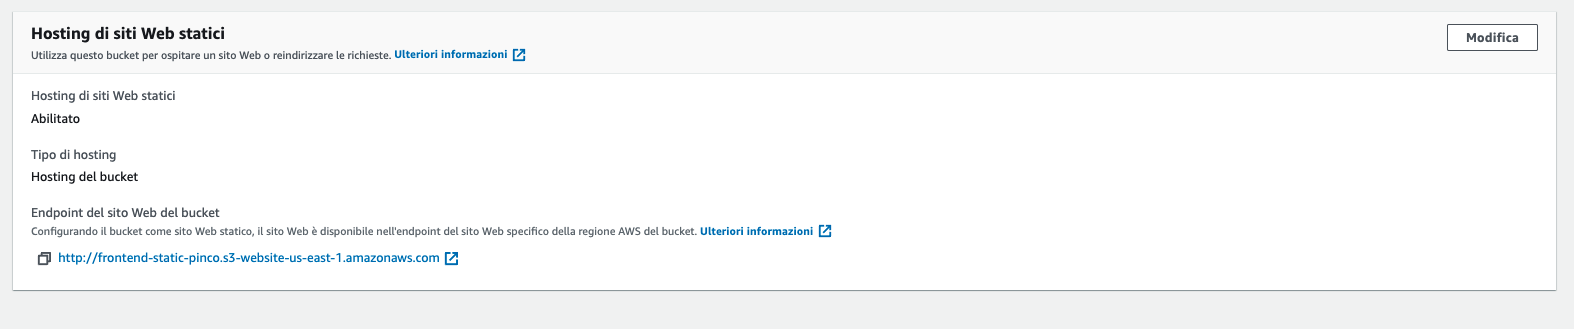 Hosting di siti Web statici
Utilizza questo bucket per ospitare un sito Web o reindirizzare le richieste. Ulteriori informazioni
Modifica
Hosting di siti Web statici
Abilitato
Tipo di hosting
Hosting del bucket
Endpoint del sito Web del bucket
Configurando il bucket come sito Web statico, il sito Web è disponibile nell'endpoint del sito Web specifico della regione AWS del bucket. Ulteriori informazioni
http://frontend-static-pinco.s3-website-us-east-1.amazonaws.com